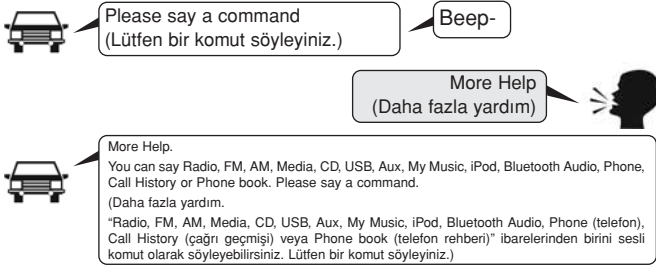 Please say a command
(Lütfen bir komut söyleyiniz.)
Beep-
More Help
(Daha fazla yardım)
More Help.
You can say Radio, FM, AM, Media, CD, USB, Aux, My Music, iPod, Bluetooth Audio, Phone,
Call History or Phone book. Please say a command.
(Daha fazla yardım.
“Radio, FM, AM, Media, CD, USB, Aux, My Music, iPod, Bluetooth Audio, Phone (telefon),
Call History (çağrı geçmişi) veya Phone book (telefon rehberi)” ibarelerinden birini sesli
komut olarak söyleyebilirsiniz. Lütfen bir komut söyleyiniz.)